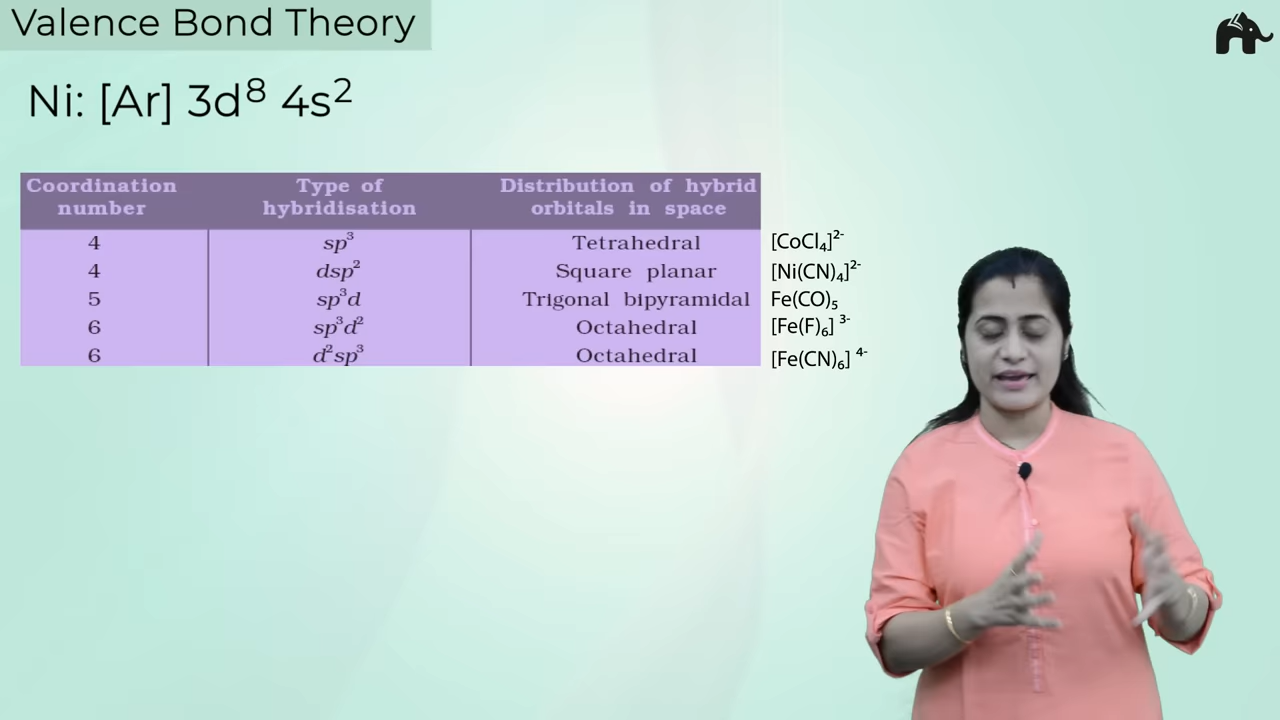 Valence Bond Theory
Ni: [Ar] 3d⁸ 4s²
Coordination number Type of hybridisation Distribution of hybrid orbitals in space
4 sp³ Tetrahedral [CoCl₄]²⁻
4 dsp² Square planar [Ni(CN)₄]²⁻
5 sp³d Trigonal bipyramidal Fe(CO)₅
6 sp³d² Octahedral [Fe(F)₆] ³⁻
6 d²sp³ Octahedral [Fe(CN)₆] ⁴⁻